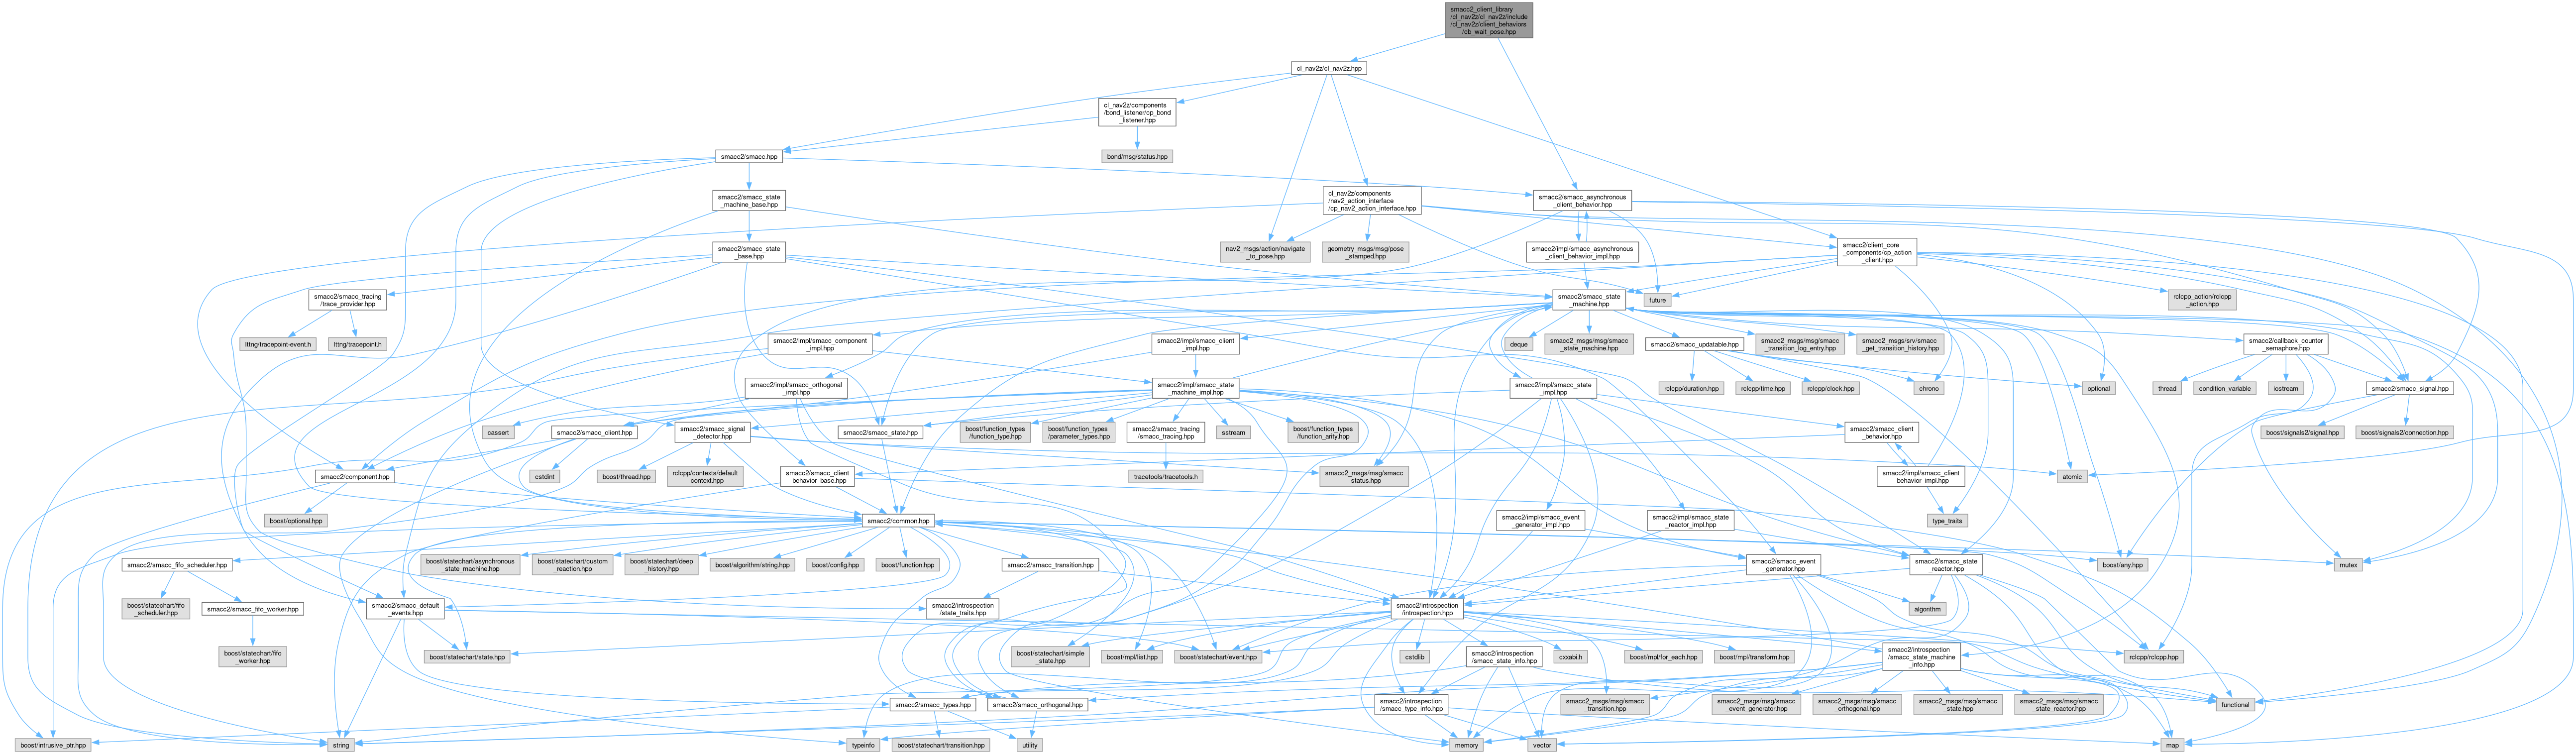 smacc2_client_library
/cl_nav2z/cl_nav2z/include
/cl_nav2z/client_behaviors
/cb_wait_pose.hpp
cl_nav2z/cl_nav2z.hpp
cl_nav2z/components
/bond_listener/cp_bond
_listener.hpp
smacc2/smacc.hpp
bond/msg/status.hpp
smacc2/smacc_state
_machine_base.hpp
cl_nav2z/components
/nav2_action_interface
/cp_nav2_action_interface.hpp
smacc2/smacc_asynchronous
_client_behavior.hpp
smacc2/smacc_state
_base.hpp
nav2_msgs/action/navigate
_to_pose.hpp
geometry_msgs/msg/pose
_stamped.hpp
smacc2/impl/smacc_asynchronous
_client_behavior_impl.hpp
smacc2/client_core
_components/cp_action
_client.hpp
smacc2/smacc_tracing
/trace_provider.hpp
smacc2/smacc_state
_machine.hpp
future
rclcpp_action/rclcpp
_action.hpp
lttng/tracepoint-event.h
lttng/tracepoint.h
smacc2/impl/smacc_component
_impl.hpp
smacc2/impl/smacc_client
_impl.hpp
deque
smacc2_msgs/msg/smacc
_state_machine.hpp
smacc2/smacc_updatable.hpp
smacc2_msgs/msg/smacc
_transition_log_entry.hpp
smacc2_msgs/srv/smacc
_get_transition_history.hpp
smacc2/callback_counter
_semaphore.hpp
smacc2/impl/smacc_orthogonal
_impl.hpp
smacc2/impl/smacc_state
_machine_impl.hpp
smacc2/impl/smacc_state
_impl.hpp
rclcpp/duration.hpp
rclcpp/time.hpp
rclcpp/clock.hpp
chrono
optional
thread
condition_variable
iostream
smacc2/smacc_signal.hpp
cassert
smacc2/smacc_client.hpp
smacc2/smacc_signal
_detector.hpp
smacc2/smacc_state.hpp
boost/function_types
/function_type.hpp
boost/function_types
/parameter_types.hpp
smacc2/smacc_tracing
/smacc_tracing.hpp
sstream
boost/function_types
/function_arity.hpp
smacc2/smacc_client
_behavior.hpp
boost/signals2/signal.hpp
boost/signals2/connection.hpp
smacc2/component.hpp
cstdint
boost/thread.hpp
rclcpp/contexts/default
_context.hpp
smacc2/smacc_client
_behavior_base.hpp
tracetools/tracetools.h
smacc2_msgs/msg/smacc
_status.hpp
smacc2/impl/smacc_client
_behavior_impl.hpp
atomic
boost/optional.hpp
smacc2/common.hpp
smacc2/impl/smacc_event
_generator_impl.hpp
smacc2/impl/smacc_state
_reactor_impl.hpp
type_traits
smacc2/smacc_fifo_scheduler.hpp
boost/statechart/asynchronous
_state_machine.hpp
boost/statechart/custom
_reaction.hpp
boost/statechart/deep
_history.hpp
boost/algorithm/string.hpp
boost/config.hpp
boost/function.hpp
smacc2/smacc_transition.hpp
smacc2/smacc_event
_generator.hpp
smacc2/smacc_state
_reactor.hpp
boost/any.hpp
mutex
boost/statechart/fifo
_scheduler.hpp
smacc2/smacc_fifo_worker.hpp
smacc2/smacc_default
_events.hpp
smacc2/introspection
/state_traits.hpp
smacc2/introspection
/introspection.hpp
algorithm
boost/statechart/fifo
_worker.hpp
boost/statechart/state.hpp
boost/statechart/simple
_state.hpp
boost/mpl/list.hpp
boost/statechart/event.hpp
cstdlib
smacc2/introspection
/smacc_state_info.hpp
cxxabi.h
boost/mpl/for_each.hpp
boost/mpl/transform.hpp
smacc2/introspection
/smacc_state_machine
_info.hpp
rclcpp/rclcpp.hpp
smacc2/smacc_types.hpp
smacc2/smacc_orthogonal.hpp
smacc2/introspection
/smacc_type_info.hpp
smacc2_msgs/msg/smacc
_transition.hpp
smacc2_msgs/msg/smacc
_event_generator.hpp
smacc2_msgs/msg/smacc
_orthogonal.hpp
smacc2_msgs/msg/smacc
_state.hpp
smacc2_msgs/msg/smacc
_state_reactor.hpp
functional
boost/intrusive_ptr.hpp
string
typeinfo
boost/statechart/transition.hpp
utility
memory
vector
map